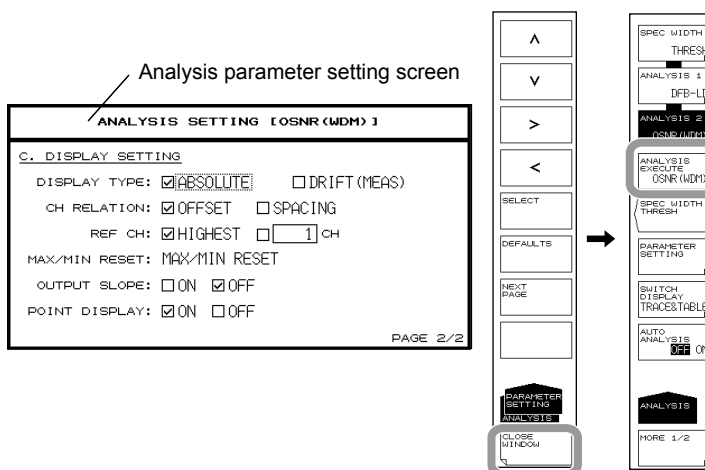 Analysis parameter setting screen
ANALYSIS SETTING [OSNR(WDM)]
C. DISPLAY SETTING
DISPLAY TYPE: ABSOLUTE DRIFT(MEAS)
CH RELATION: OFFSET SPACING
REF CH: HIGHEST 1 CH
MAX/MIN RESET: MAX/MIN RESET
OUTPUT SLOPE: ON OFF
POINT DISPLAY: ON OFF
PAGE 2/2
SELECT
DEFAULTS
NEXT
PAGE
PARAMETER
SETTING
ANALYSIS
CLOSE
WINDOW
SPEC WIDTH
THRESH
ANALYSIS 1
DFB-L
ANALYSIS 2
OSNR(WDM)
ANALYSIS
EXECUTE
OSNR(WDM)
SPEC WIDTH
THRESH
PARAMETER
SETTING
SWITCH
DISPLAY
TRACE&TABLE
AUTO
ANALYSIS
OFF ON
ANALYSIS
MORE 1/2